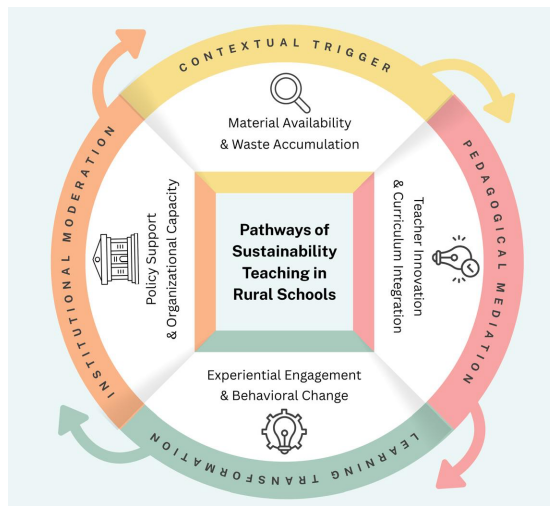 CONTEXTUAL TRIGGER
Material Availability
& Waste Accumulation
PEDAGOGICAL MEDIATION
Teacher Innovation
& Curriculum Integration
LEARNING TRANSFORMATION
Experiential Engagement
& Behavioral Change
INSTITUTIONAL MODERATION
Policy Support
& Organizational Capacity
Pathways of
Sustainability
Teaching in
Rural Schools